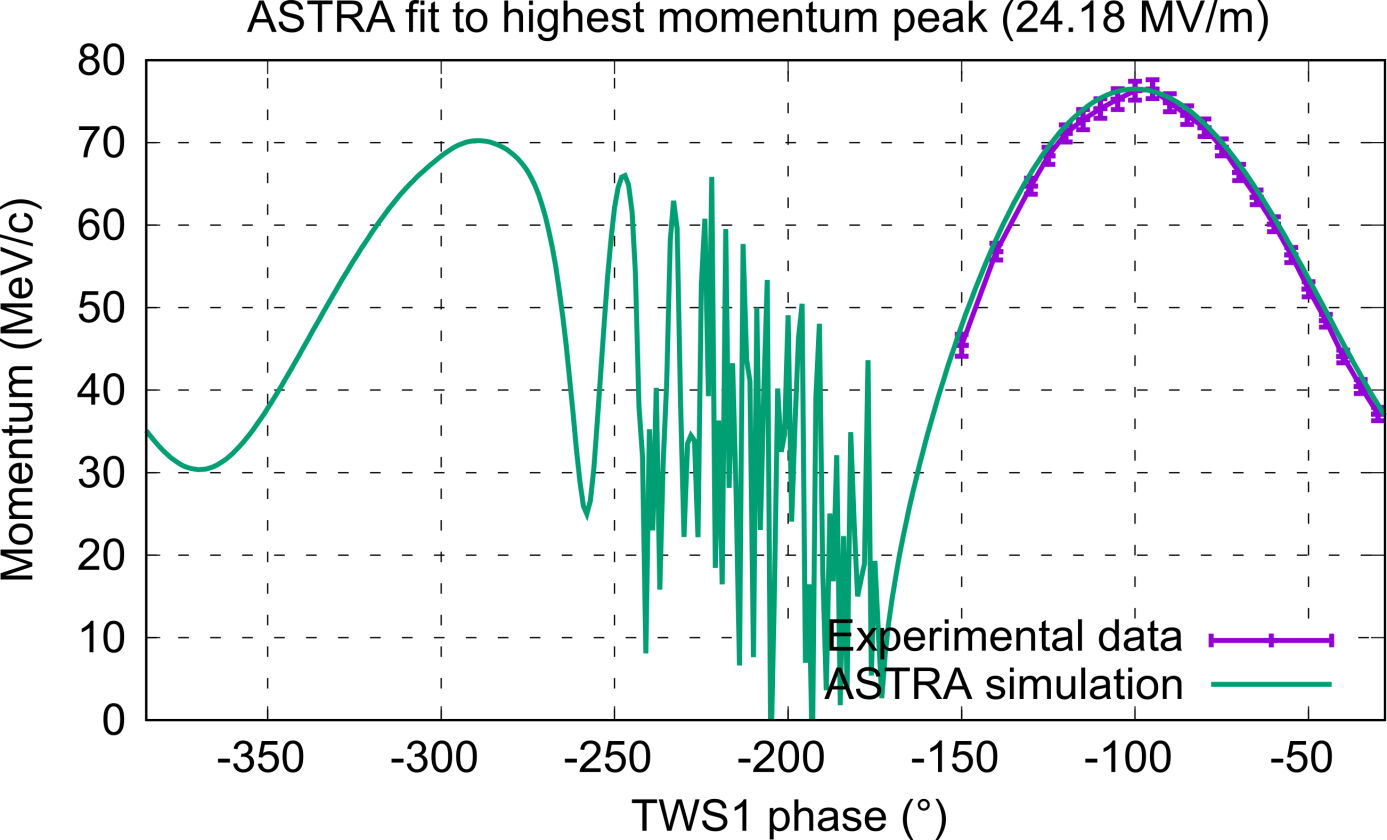 ASTRA fit to highest momentum peak (24.18 MV/m)
80
70
60
50
40
30
20
10
0
Momentum (MeV/c)
Experimental data
ASTRA simulation
-350 -300 -250 -200 -150 -100 -50
TWS1 phase (°)